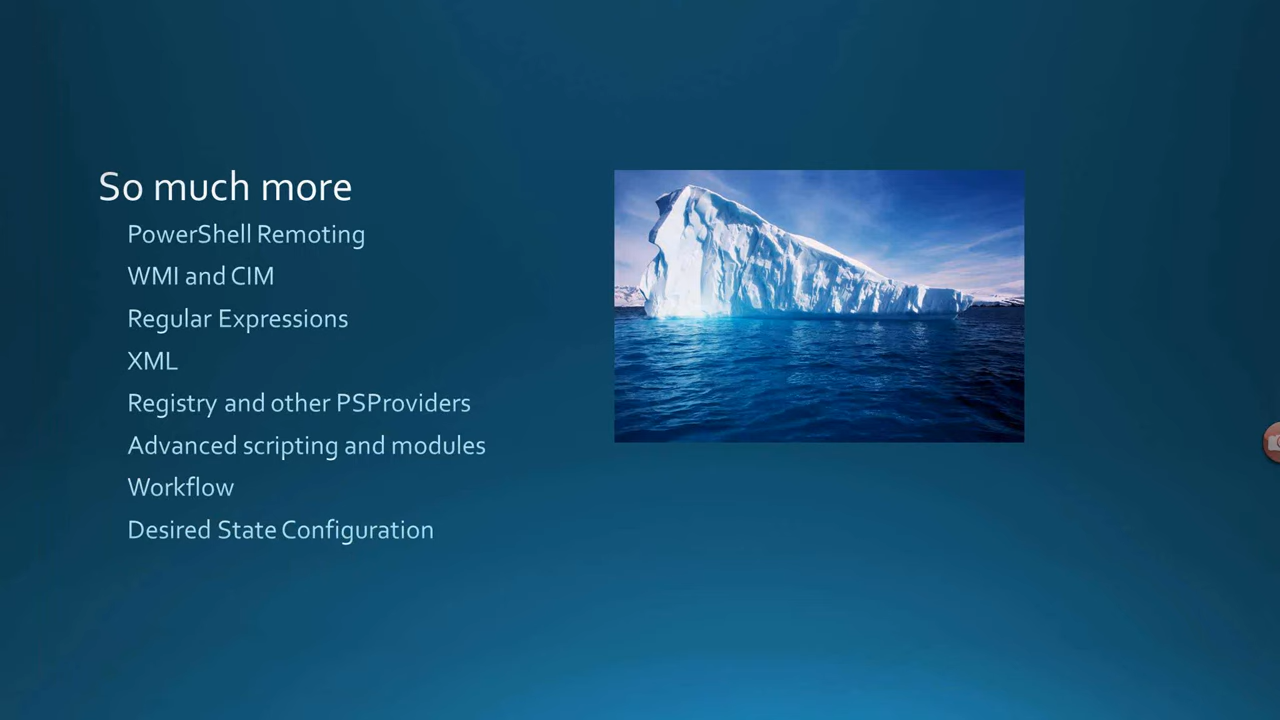 So much more
PowerShell Remoting
WMI and CIM
Regular Expressions
XML
Registry and other PSProviders
Advanced scripting and modules
Workflow
Desired State Configuration